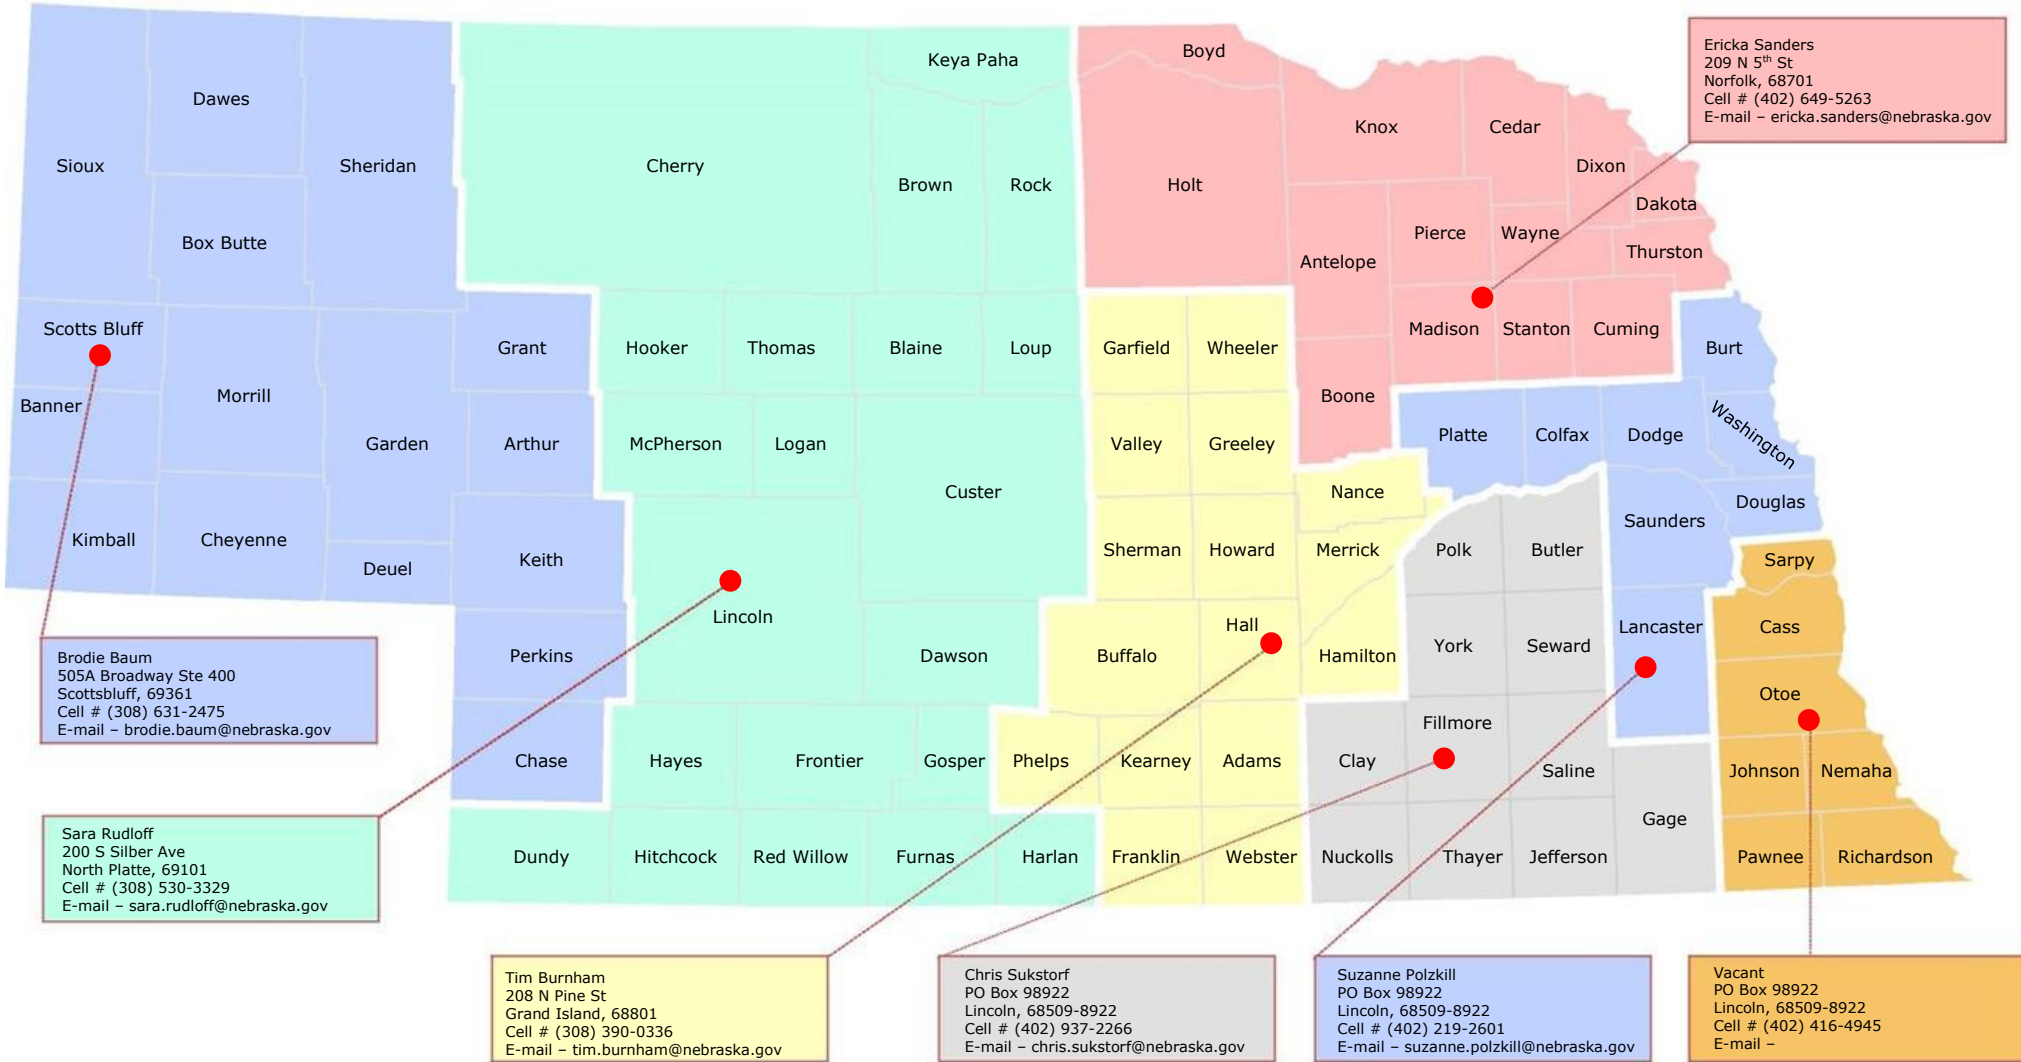 Boyd
Keya Paha
Dawes
Knox
Cedar
Sioux
Sheridan
Cherry
Brown
Rock
Holt
Dixon
Dakota
Box Butte
Pierce
Wayne
Antelope
Thurston
Scotts Bluff
Grant
Hooker
Thomas
Blaine
Loup
Garfield
Wheeler
Madison
Stanton
Cuming
Burt
Banner
Morrill
Boone
Garden
Arthur
McPherson
Logan
Valley
Greeley
Platte
Colfax
Dodge
Washington
Custer
Nance
Douglas
Saunders
Kimball
Cheyenne
Deuel
Keith
Sherman
Howard
Merrick
Polk
Butler
Sarpy
Lincoln
Hall
Lancaster
Cass
Perkins
Dawson
Buffalo
Hamilton
York
Seward
Otoe
Fillmore
Chase
Hayes
Frontier
Gosper
Phelps
Kearney
Adams
Clay
Saline
Johnson
Nemaha
Gage
Dundy
Hitchcock
Red Willow
Furnas
Harlan
Franklin
Webster
Nuckolls
Thayer
Jefferson
Pawnee
Richardson
Ericka Sanders
209 N 5th St
Norfolk, 68701
Cell # (402) 649-5263
E-mail – ericka.sanders@nebraska.gov
Brodie Baum
505A Broadway Ste 400
Scottsbluff, 69361
Cell # (308) 631-2475
E-mail – brodie.baum@nebraska.gov
Sara Rudloff
200 S Silber Ave
North Platte, 69101
Cell # (308) 530-3329
E-mail – sara.rudloff@nebraska.gov
Tim Burnham
208 N Pine St
Grand Island, 68801
Cell # (308) 390-0336
E-mail – tim.burnham@nebraska.gov
Chris Sukstorf
PO Box 98922
Lincoln, 68509-8922
Cell # (402) 937-2266
E-mail – chris.sukstorf@nebraska.gov
Suzanne Polzkill
PO Box 98922
Lincoln, 68509-8922
Cell # (402) 219-2601
E-mail – suzanne.polzkill@nebraska.gov
Vacant
PO Box 98922
Lincoln, 68509-8922
Cell # (402) 416-4945
E-mail –